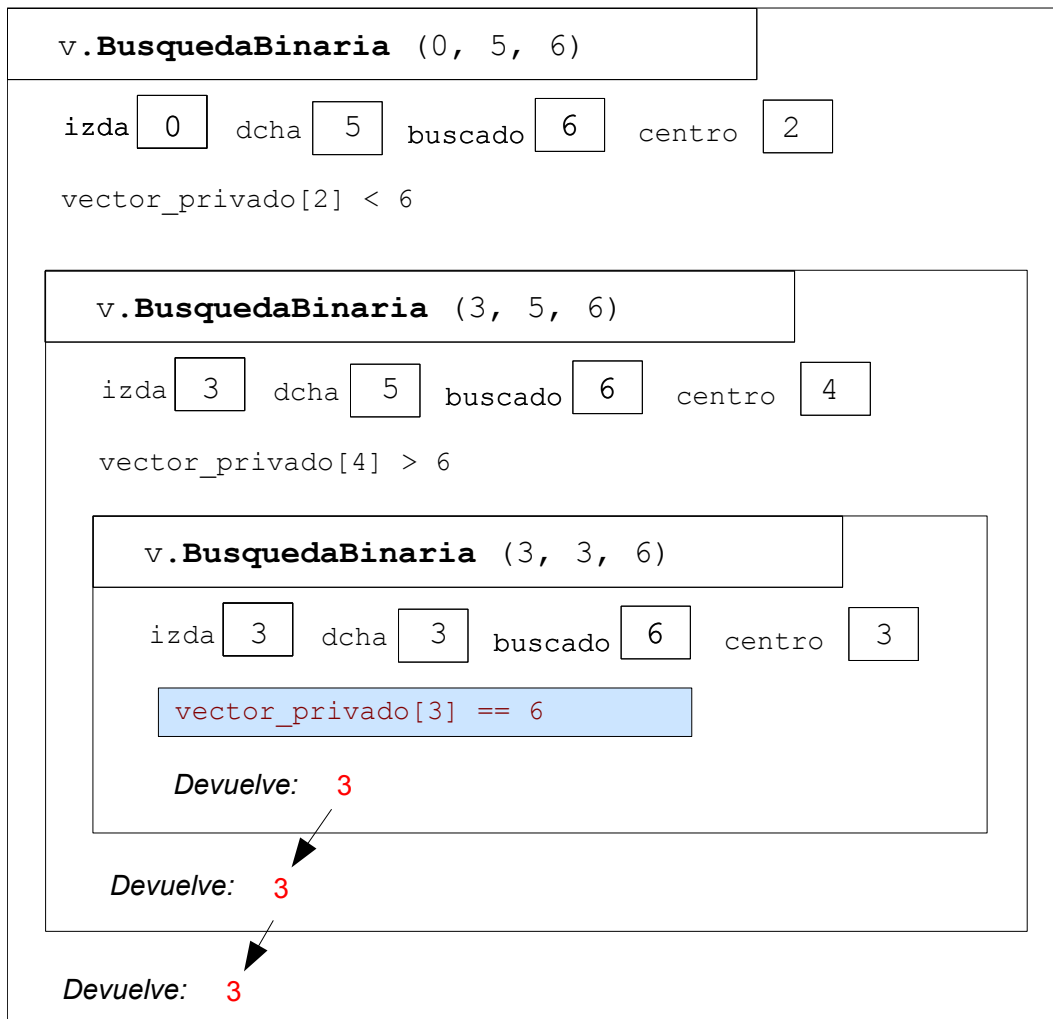 v.BusquedaBinaria (0, 5, 6)
izda 0 dcha 5 buscado 6 centro 2
vector_privado[2] < 6
v.BusquedaBinaria (3, 5, 6)
izda 3 dcha 5 buscado 6 centro 4
vector_privado[4] > 6
v.BusquedaBinaria (3, 3, 6)
izda 3 dcha 3 buscado 6 centro 3
vector_privado[3] == 6
Devuelve: 3
Devuelve: 3
Devuelve: 3